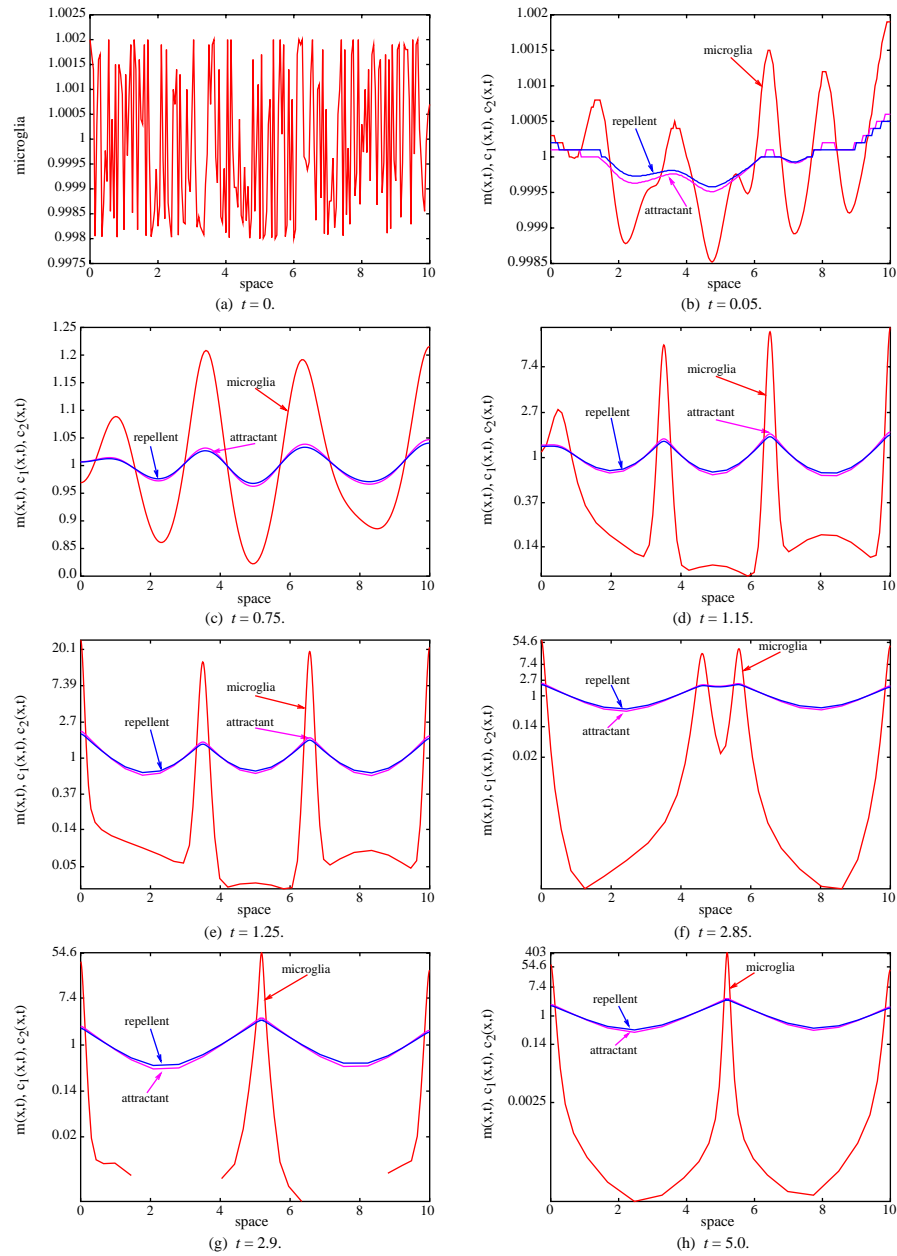 1.002
1.0015
1.001
1.0005
1
0.9995
0.999
0.9985
0.998
0.9975
microglia
0 2 4 6 8 10
space
(a) t = 0.
1.002
1.0015
1.001
1.0005
1
0.9995
0.999
0.9985
m(x,t), c₁(x,t), c₂(x,t)
microglia
repellent
attractant
0 2 4 6 8 10
space
(b) t = 0.05.
1.25
1.20
1.15
1.10
1.05
1.00
0.95
0.9
0.85
0.0
m(x,t), c₁(x,t), c₂(x,t)
microglia
repellent
attractant
0 2 4 6 8 10
space
(c) t = 0.75.
7.4
2.7
1
0.37
0.14
m(x,t), c₁(x,t), c₂(x,t)
microglia
attractant
repellent
0 2 4 6 8 10
space
(d) t = 1.15.
20.1
7.39
2.7
1
0.37
0.14
0.05
m(x,t), c₁(x,t), c₂(x,t)
microglia
repellent
attractant
0 2 4 6 8 10
space
(e) t = 1.25.
54.6
7.4
2.7
1
0.14
0.02
m(x,t), c₁(x,t), c₂(x,t)
microglia
repellent
attractant
0 2 4 6 8 10
space
(f) t = 2.85.
54.6
7.4
1
0.14
0.02
m(x,t), c₁(x,t), c₂(x,t)
microglia
repellent
attractant
0 2 4 6 8 10
space
(g) t = 2.9.
403
54.6
7.4
1
0.14
0.0025
m(x,t), c₁(x,t), c₂(x,t)
microglia
repellent
attractant
0 2 4 6 8 10
space
(h) t = 5.0.